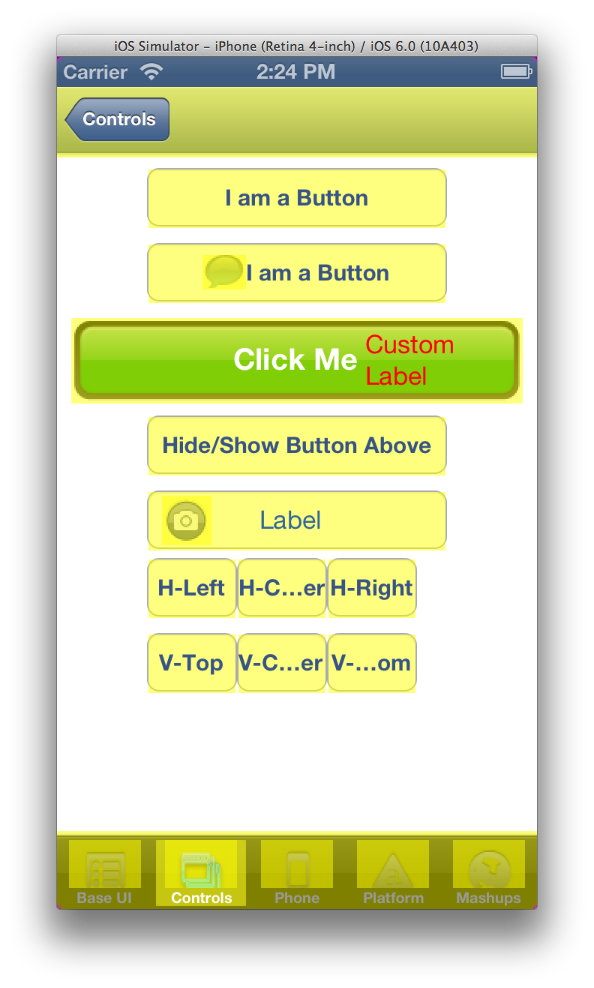 iOS Simulator – iPhone (Retina 4-inch) / iOS 6.0 (10A403)
Carrier 2:24 PM
Controls
I am a Button
I am a Button
Click Me Custom
Label
Hide/Show Button Above
Label
H-Left H-C...er H-Right
V-Top V-C...er V-...om
Base UI Controls Phone Platform Mashups